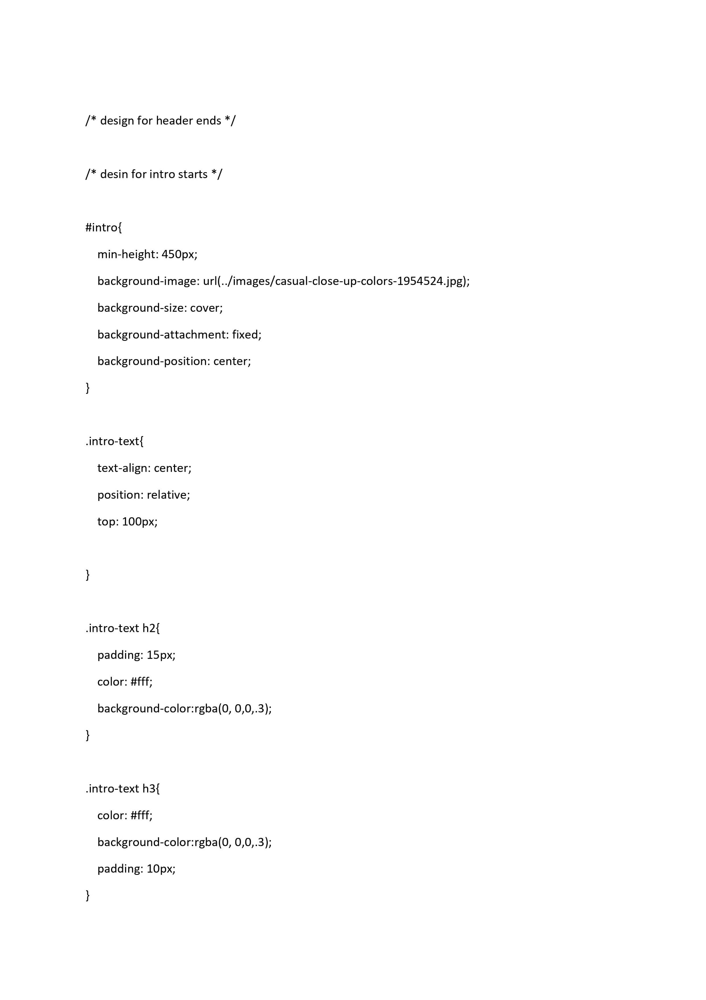 /* design for header ends */
/* desin for intro starts */
#intro{
min-height: 450px;
background-image: url(../images/casual-close-up-colors-1954524.jpg);
background-size: cover;
background-attachment: fixed;
background-position: center;
}
.intro-text{
text-align: center;
position: relative;
top: 100px;
}
.intro-text h2{
padding: 15px;
color: #fff;
background-color:rgba(0, 0,0,.3);
}
.intro-text h3{
color: #fff;
background-color:rgba(0, 0,0,.3);
padding: 10px;
}